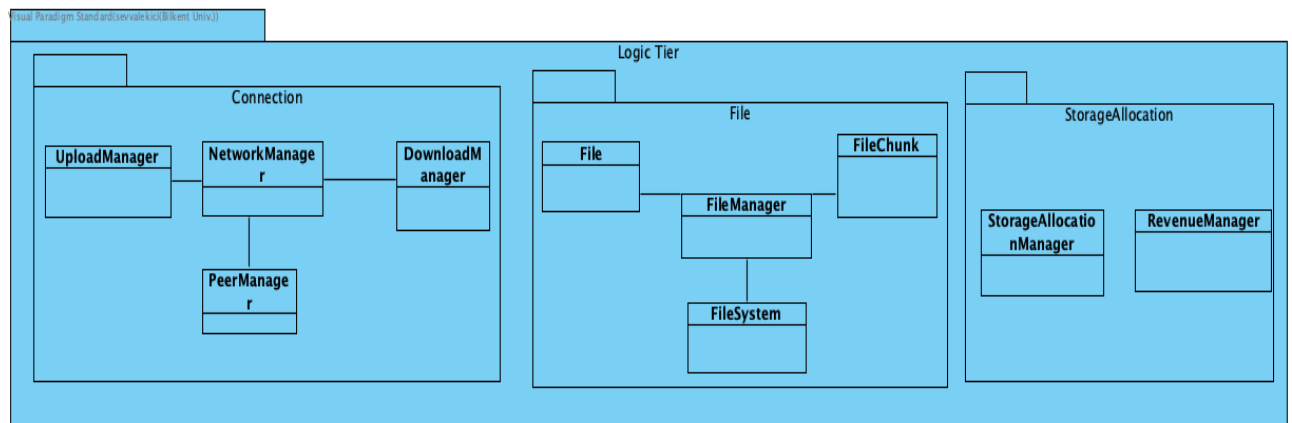 Visual Paradigm Standard(sevvalekici(Bilkent Univ.))
Logic Tier
Connection
UploadManager
NetworkManage
r
DownloadM
anager
PeerManage
r
File
File
FileChunk
FileManager
FileSystem
StorageAllocation
StorageAllocatio
nManager
RevenueManager